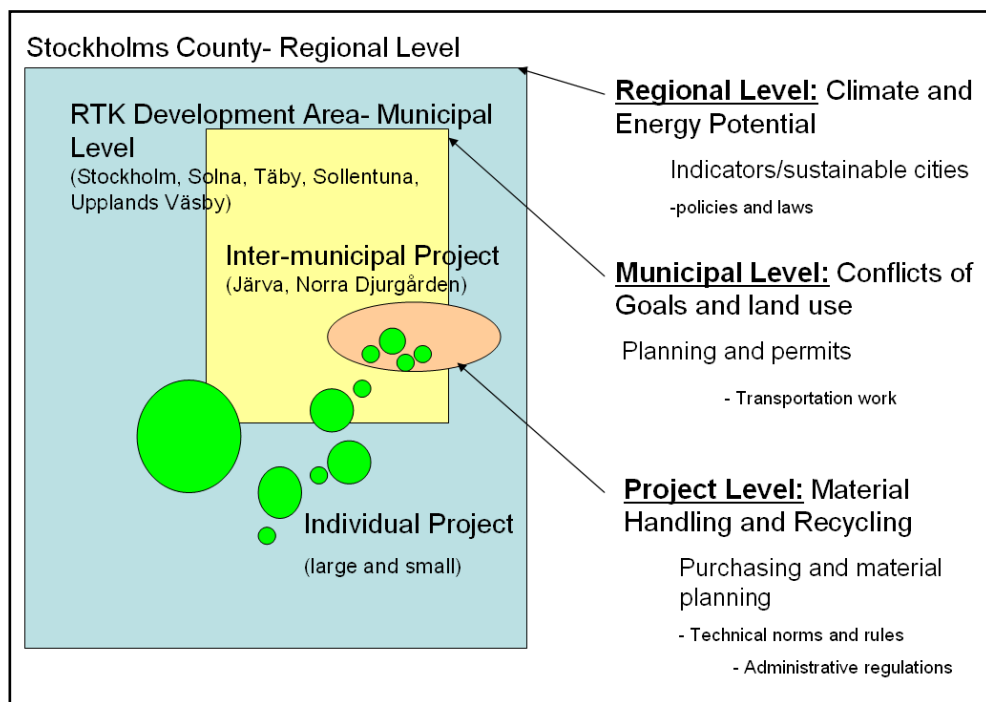 Stockholms County- Regional Level
RTK Development Area- Municipal
Level
(Stockholm, Solna, Täby, Sollentuna,
Upplands Väsby)
Inter-municipal Project
(Järva, Norra Djurgården)
Individual Project
(large and small)
Regional Level: Climate and
Energy Potential
Indicators/sustainable cities
-policies and laws
Municipal Level: Conflicts of
Goals and land use
Planning and permits
- Transportation work
Project Level: Material
Handling and Recycling
Purchasing and material
planning
- Technical norms and rules
- Administrative regulations